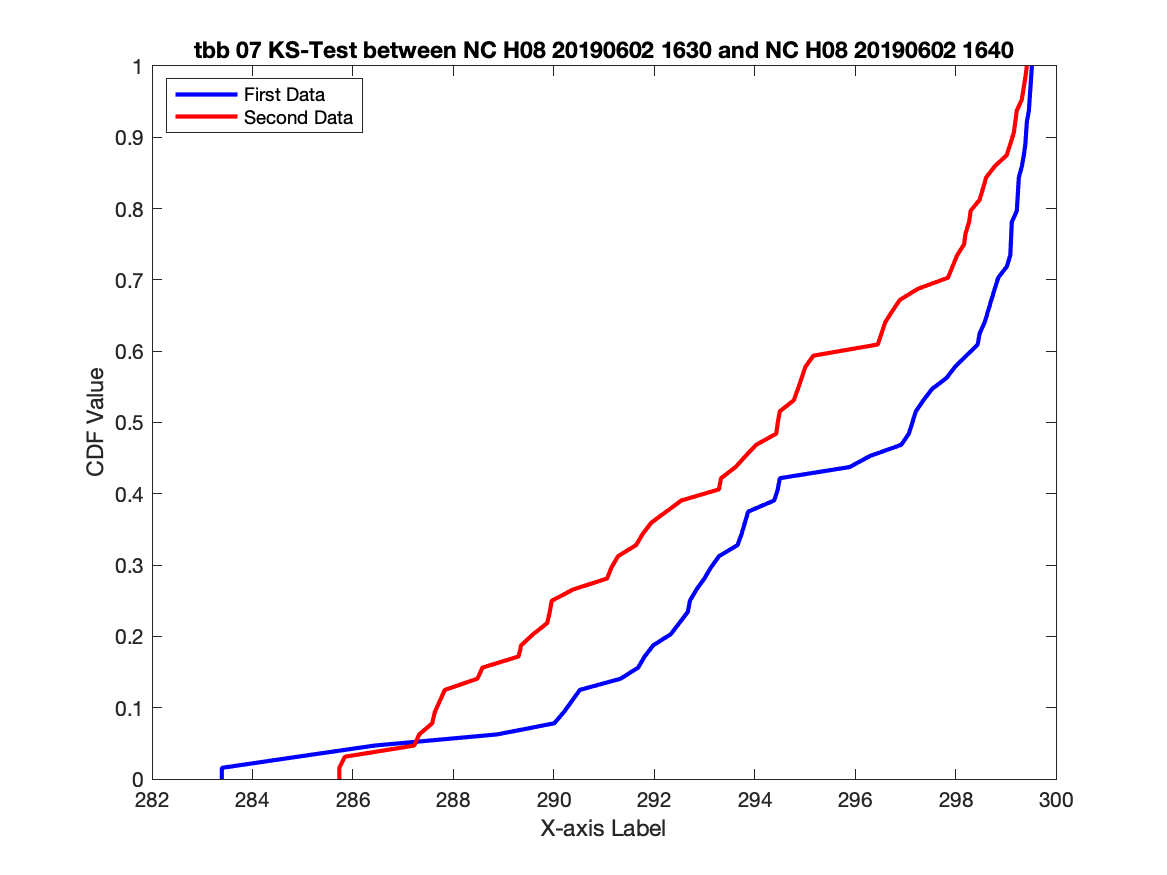 tbb 07 KS-Test between NC H08 20190602 1630 and NC H08 20190602 1640
First Data
Second Data
1
0.9
0.8
0.7
0.6
0.5
0.4
0.3
0.2
0.1
0
CDF Value
282 284 286 288 290 292 294 296 298 300
X-axis Label